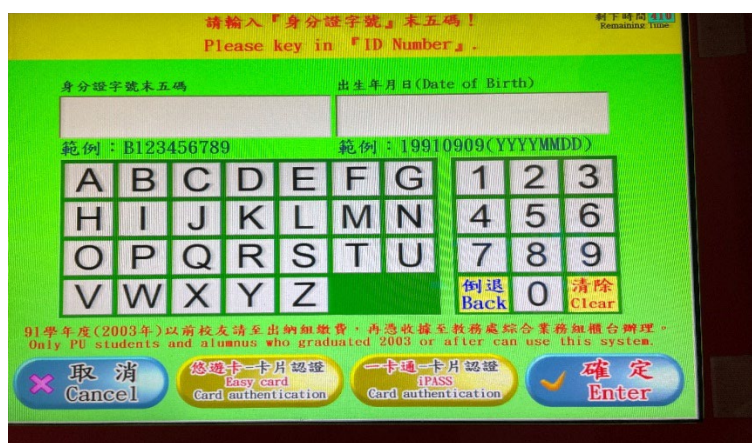 請輸入『身分證字號』末五碼！
剩下時間 410
Please key in 『ID Number』.
Remaining Time
身分證字號末五碼
出生年月日(Date of Birth)
範例：B123456789
範例：19910909(YYYYMMDD)
A B C D E F G 1 2 3
H I J K L M N 4 5 6
O P Q R S T U 7 8 9
V W X Y Z 倒退 Back 0 清除 Clear
91學年度(2003年)以前校友請至出納組繳費，再憑收據至教務處綜合業務組櫃台辦理。
Only PU students and alumnus who graduated 2003 or after can use this system.
取 消
Cancel
悠遊卡-卡片認證
Easy card
Card authentication
一卡通-卡片認證
iPASS
Card authentication
確 定
Enter